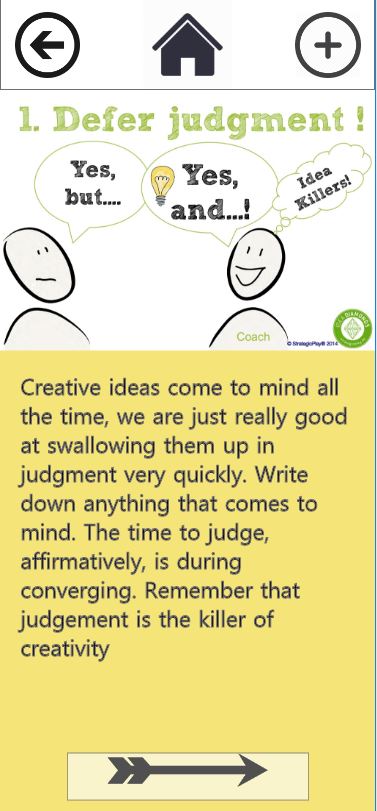 1. Defer judgment !
Yes,
but....
Yes,
and...!
Idea
Killers!
Coach
© StrategicPlay® 2014
DIAMONDS
Creative ideas come to mind all
the time, we are just really good
at swallowing them up in
judgment very quickly. Write
down anything that comes to
mind. The time to judge,
affirmatively, is during
converging. Remember that
judgement is the killer of
creativity